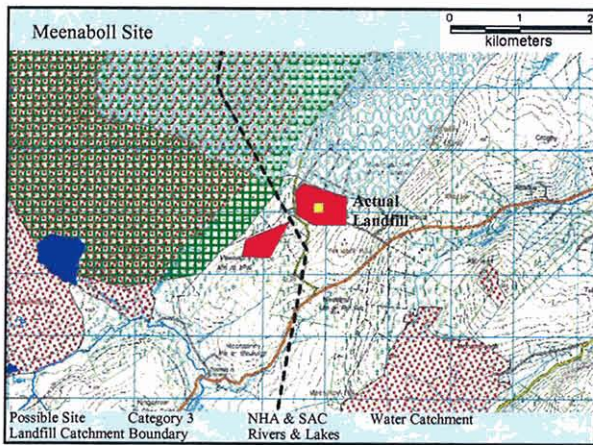 Meenaboll Site
0 1 2
kilometers
Actual
Landfill
Possible Site Category 3 NHA & SAC Water Catchment
Landfill Catchment Boundary Rivers & Lakes